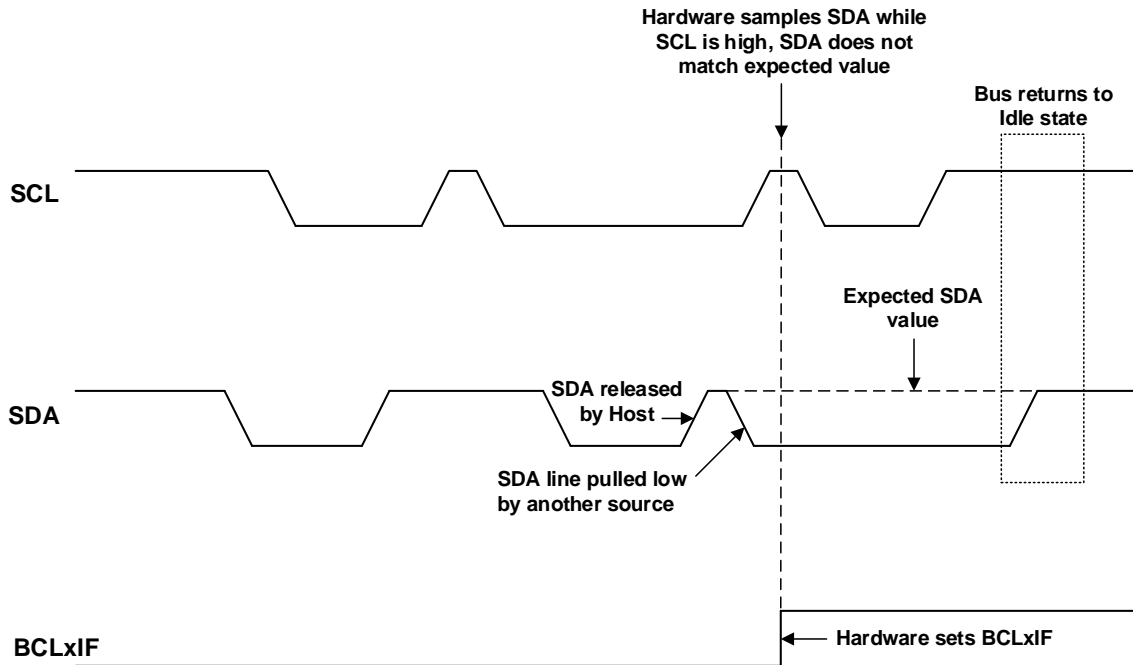 Hardware samples SDA while
SCL is high, SDA does not
match expected value
Bus returns to
Idle state
SCL
Expected SDA
value
SDA
SDA released
by Host
SDA line pulled low
by another source
BCLxIF
Hardware sets BCLxIF